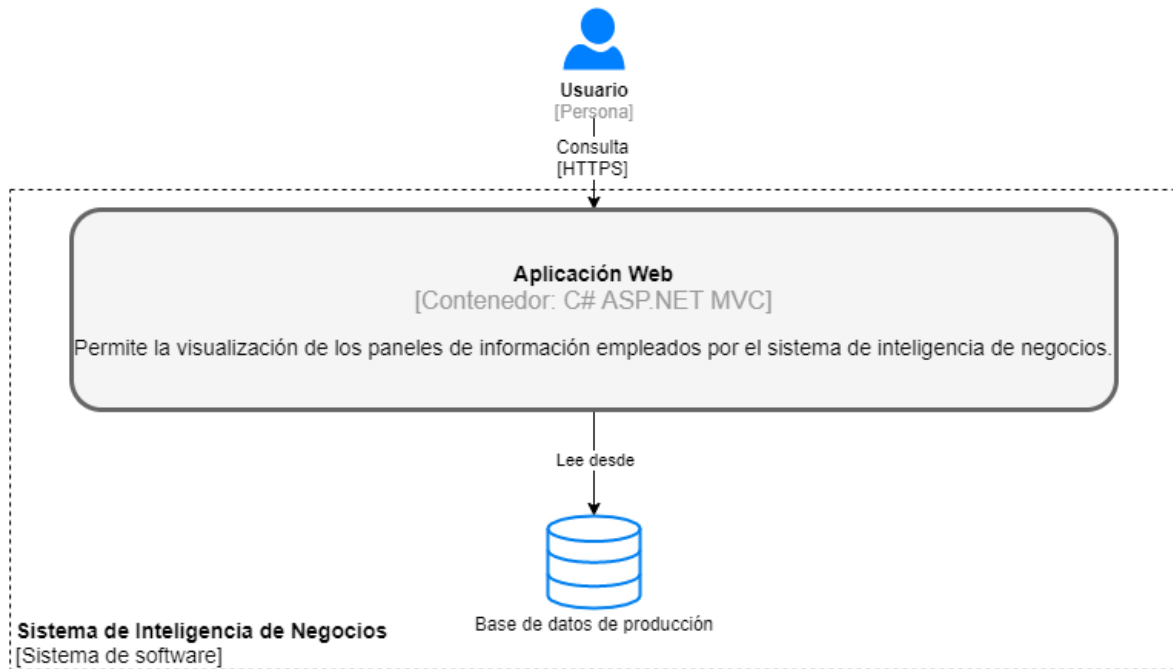 Usuario
[Persona]
Consulta
[HTTPS]
Aplicación Web
[Contenedor: C# ASP.NET MVC]
Permite la visualización de los paneles de información empleados por el sistema de inteligencia de negocios.
Lee desde
Base de datos de producción
Sistema de Inteligencia de Negocios
[Sistema de software]